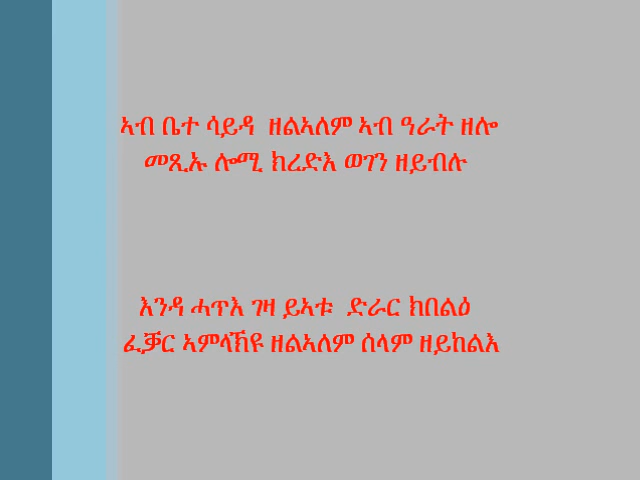 ኣብ ቤተ ሳይዳ ዘልኣለም ኣብ ዓራት ዘሎ
መጺኡ ሎሚ ክረድእ ወገን ዘይብሉ
እንዳ ሓጥእ ገዛ ይኣቱ ድራር ክበልዕ
ፈቓር ኣምላኽዩ ዘልኣለም ሰላም ዘይከልእ